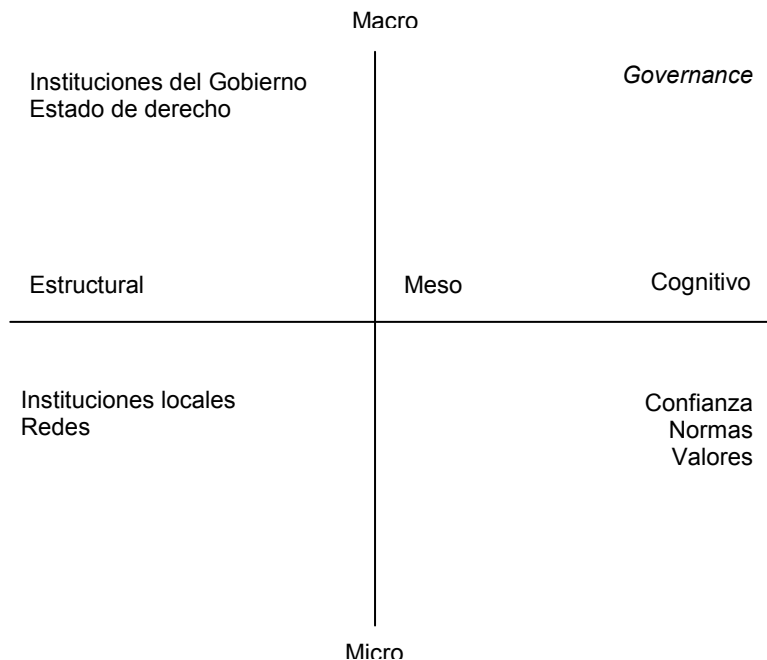 Macro
Instituciones del Gobierno
Estado de derecho
Governance
Estructural
Meso
Cognitivo
Instituciones locales
Redes
Confianza
Normas
Valores
Micro